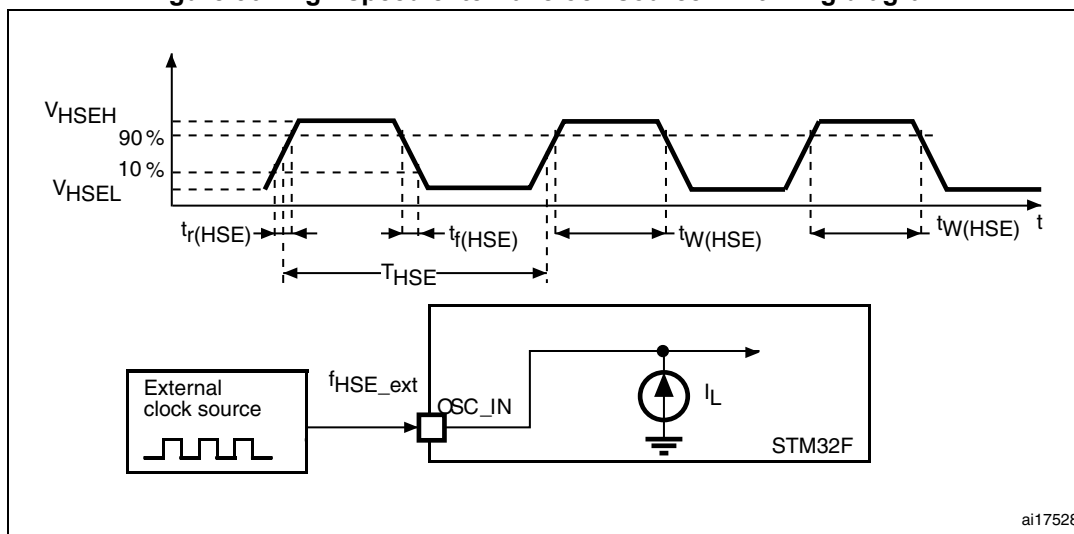 VHSEH
90 %
10 %
VHSEL
tr(HSE)
tf(HSE)
tW(HSE)
tW(HSE)
t
THSE
External
clock source
fHSE_ext
OSC_IN
IL
STM32F
ai17528